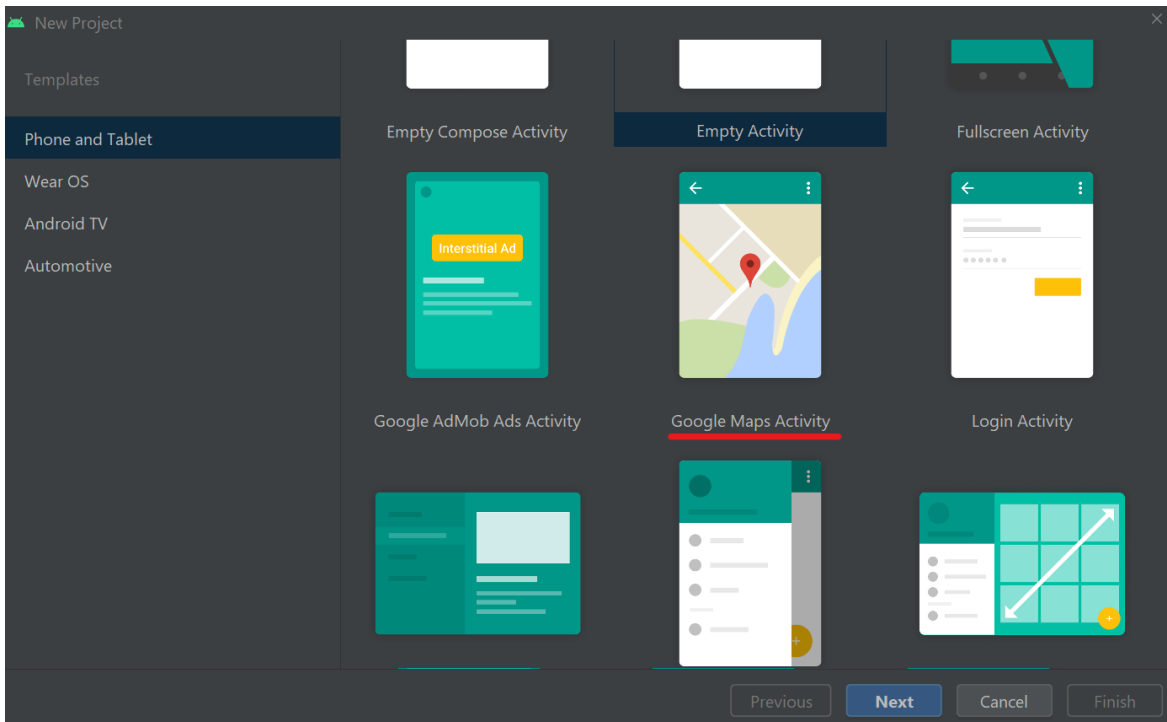 New Project
Templates
Phone and Tablet
Wear OS
Android TV
Automotive
Empty Compose Activity
Empty Activity
Fullscreen Activity
Interstitial Ad
Google AdMob Ads Activity
Google Maps Activity
Login Activity
Previous
Next
Cancel
Finish